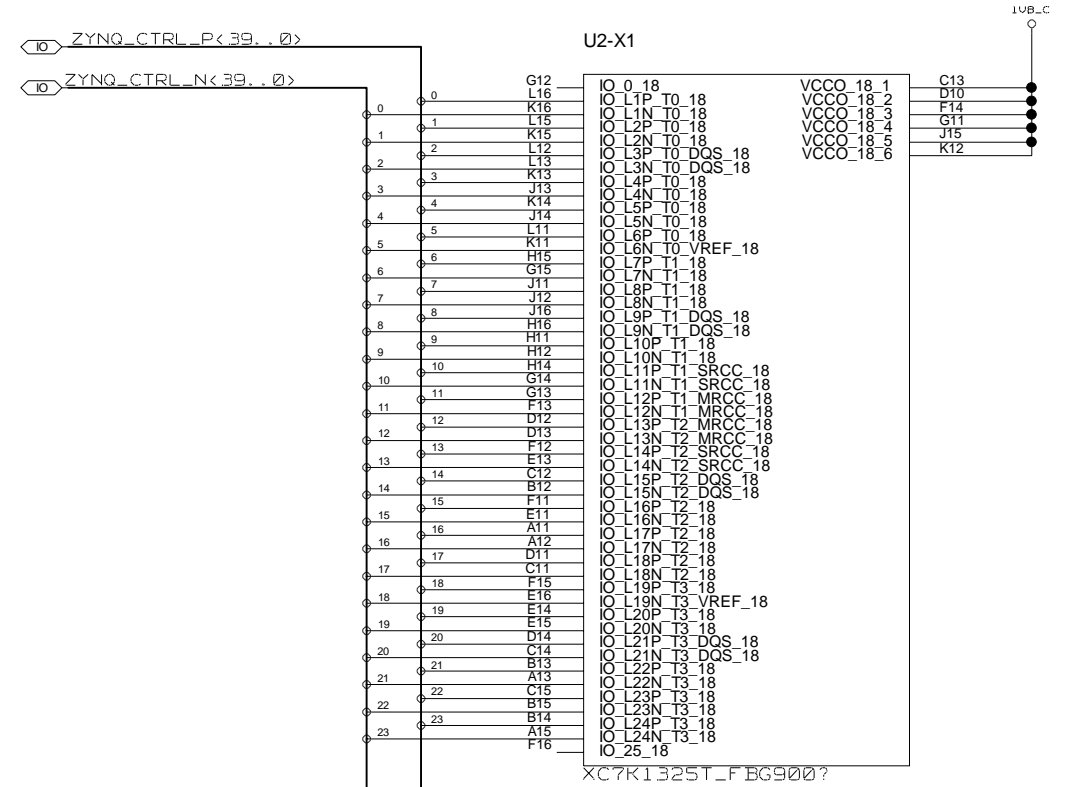 1V8_C
IO ZYNQ_CTRL_P<39..0>
U2-X1
IO ZYNQ_CTRL_N<39..0>
G12 IO_0_18 VCCO_18_1 C13
0 L16 IO_L1P_T0_18 VCCO_18_2 D10
0 K16 IO_L1N_T0_18 VCCO_18_3 F14
1 L15 IO_L2P_T0_18 VCCO_18_4 G11
1 K15 IO_L2N_T0_18 VCCO_18_5 J15
2 L12 IO_L3P_T0_DQS_18 VCCO_18_6 K12
2 L13 IO_L3N_T0_DQS_18
3 K13 IO_L4P_T0_18
3 J13 IO_L4N_T0_18
4 K14 IO_L5P_T0_18
4 J14 IO_L5N_T0_18
5 L11 IO_L6P_T0_18
5 K11 IO_L6N_T0_VREF_18
6 H15 IO_L7P_T1_18
6 G15 IO_L7N_T1_18
7 J11 IO_L8P_T1_18
7 J12 IO_L8N_T1_18
8 J16 IO_L9P_T1_DQS_18
8 H16 IO_L9N_T1_DQS_18
9 H11 IO_L10P_T1_18
9 H12 IO_L10N_T1_18
10 H14 IO_L11P_T1_SRCC_18
10 G14 IO_L11N_T1_SRCC_18
11 G13 IO_L12P_T1_MRCC_18
11 F13 IO_L12N_T1_MRCC_18
12 D12 IO_L13P_T2_MRCC_18
12 D13 IO_L13N_T2_MRCC_18
13 F12 IO_L14P_T2_SRCC_18
13 E13 IO_L14N_T2_SRCC_18
14 C12 IO_L15P_T2_DQS_18
14 B12 IO_L15N_T2_DQS_18
15 F11 IO_L16P_T2_18
15 E11 IO_L16N_T2_18
16 A11 IO_L17P_T2_18
16 A12 IO_L17N_T2_18
17 D11 IO_L18P_T2_18
17 C11 IO_L18N_T2_18
18 F15 IO_L19P_T3_18
18 E16 IO_L19N_T3_VREF_18
19 E14 IO_L20P_T3_18
19 E15 IO_L20N_T3_18
20 D14 IO_L21P_T3_DQS_18
20 C14 IO_L21N_T3_DQS_18
21 B13 IO_L22P_T3_18
21 A13 IO_L22N_T3_18
22 C15 IO_L23P_T3_18
22 B15 IO_L23N_T3_18
23 B14 IO_L24P_T3_18
23 A15 IO_L24N_T3_18
F16 IO_25_18
XC7K1325T_FBG900?